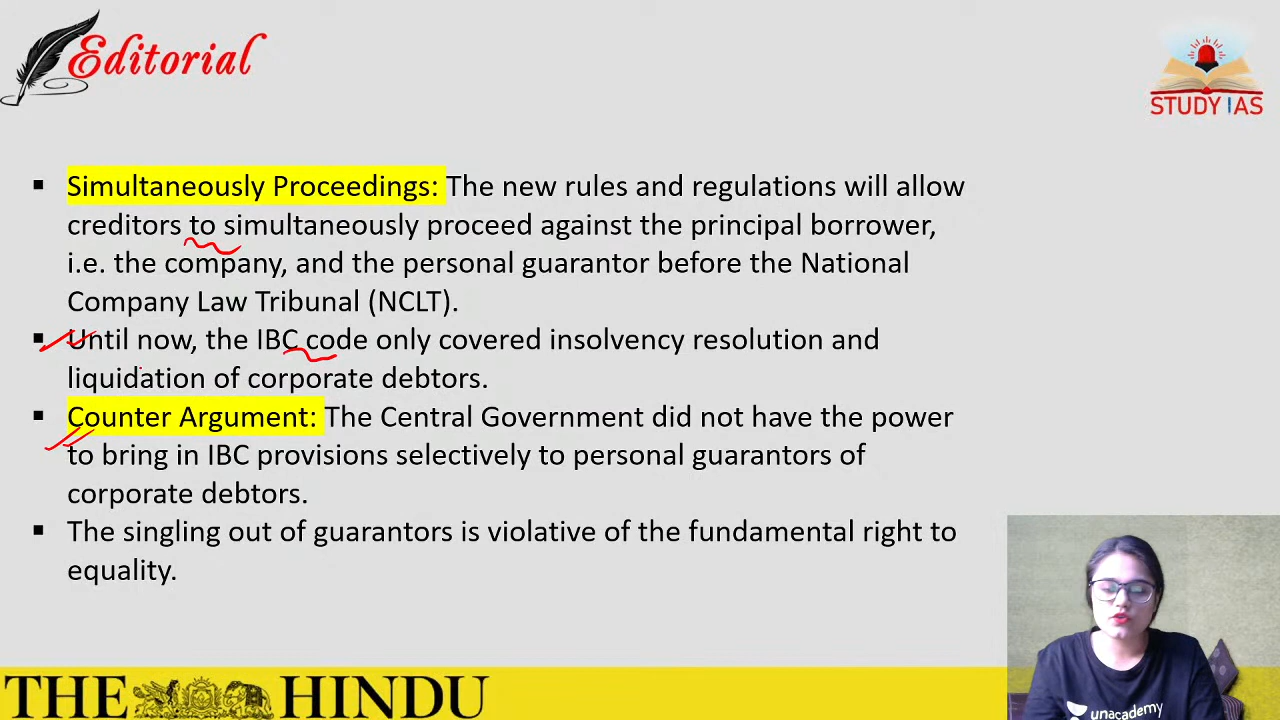 Editorial
STUDY IAS
▪ Simultaneously Proceedings: The new rules and regulations will allow
creditors to simultaneously proceed against the principal borrower,
i.e. the company, and the personal guarantor before the National
Company Law Tribunal (NCLT).
▪ Until now, the IBC code only covered insolvency resolution and
liquidation of corporate debtors.
▪ Counter Argument: The Central Government did not have the power
to bring in IBC provisions selectively to personal guarantors of
corporate debtors.
▪ The singling out of guarantors is violative of the fundamental right to
equality.
THE HINDU
unacademy